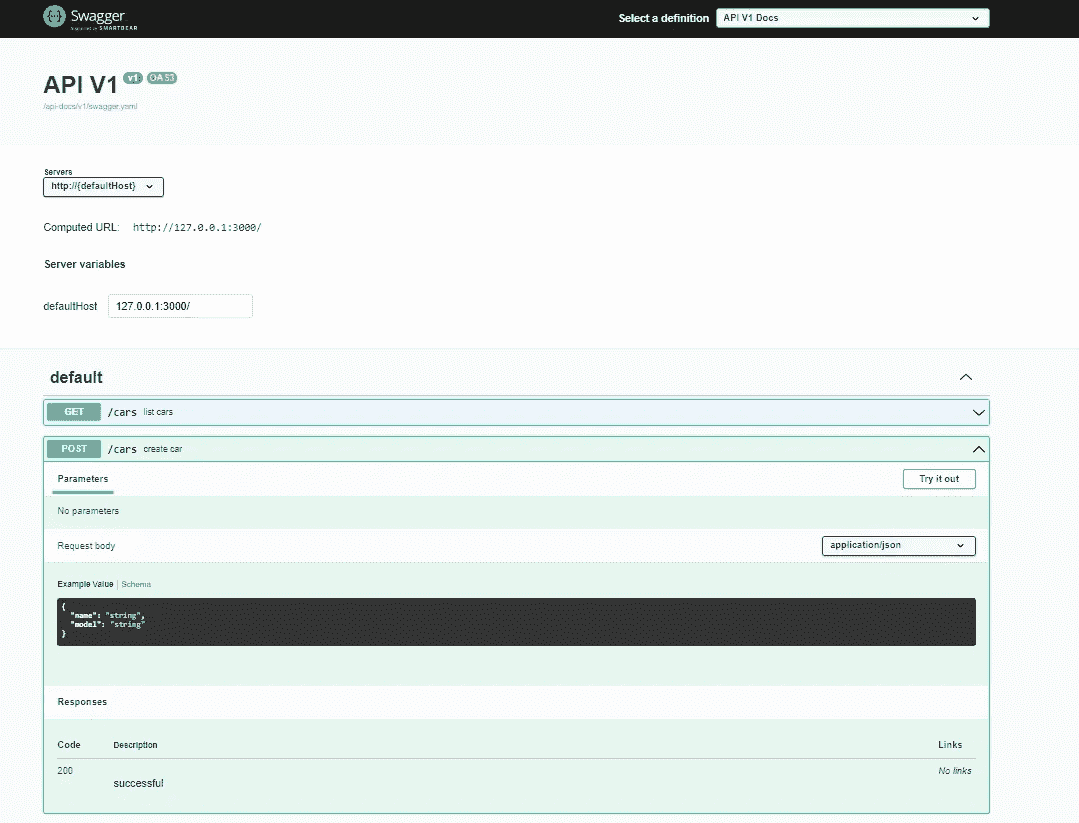 Swagger
SMARTBEAR
Select a definition
API V1 Docs
API V1 v1 OAS3
/api-docs/v1/swagger.yaml
Servers
http://{defaultHost}
Computed URL: http://127.0.0.1:3000/
Server variables
defaultHost 127.0.0.1:3000/
default
GET /cars list cars
POST /cars create car
Parameters
Try it out
No parameters
Request body
application/json
Example Value | Schema
{
"name": "string",
"model": "string"
}
Responses
Code Description Links
200 No links
successful